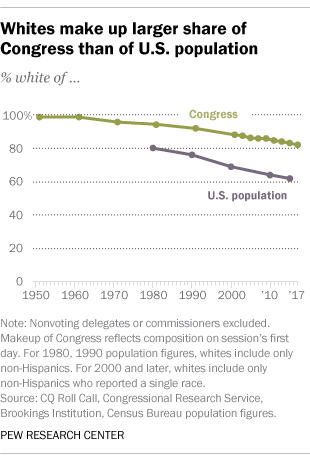 Whites make up larger share of
Congress than of U.S. population
% white of ...
100%
Congress
80
60
U.S. population
40
20
0
1950 1960 1970 1980 1990 2000 '10 '17
Note: Nonvoting delegates or commissioners excluded.
Makeup of Congress reflects composition on session's first
day. For 1980, 1990 population figures, whites include only
non-Hispanics. For 2000 and later, whites include only
non-Hispanics who reported a single race.
Source: CQ Roll Call, Congressional Research Service,
Brookings Institution, Census Bureau population figures.
PEW RESEARCH CENTER